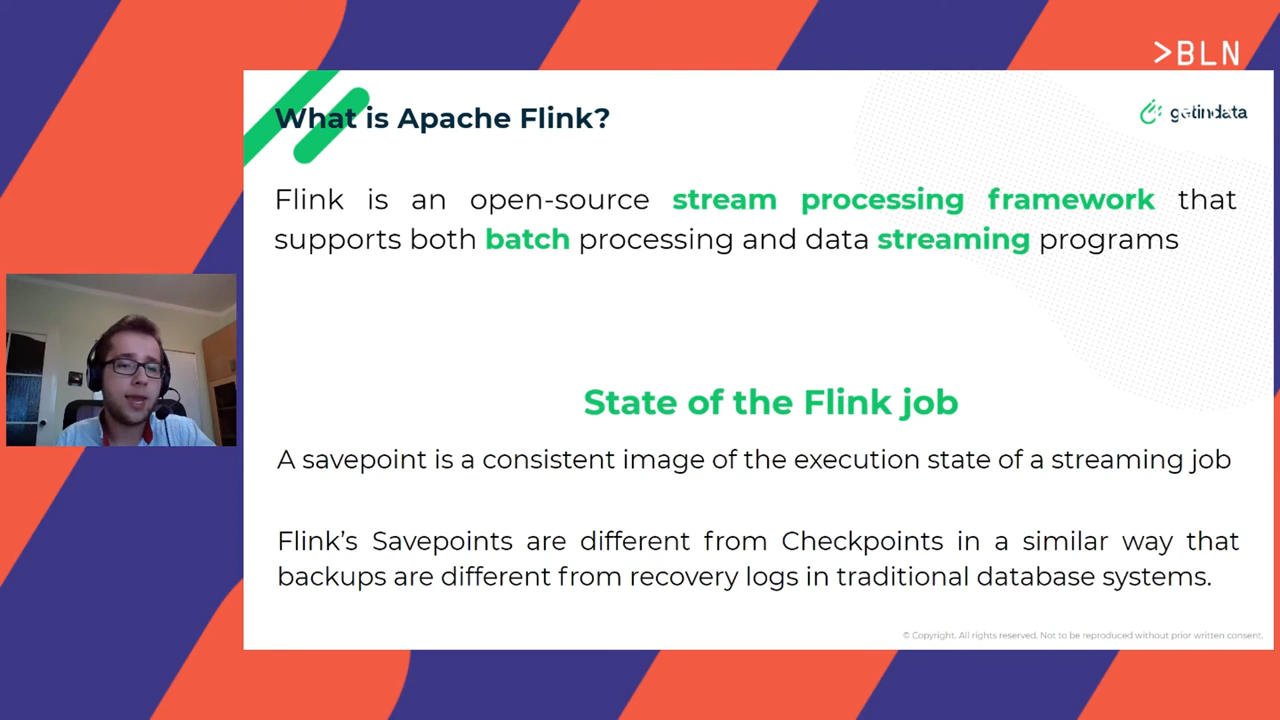 >BLN
What is Apache Flink?
getindata
Flink is an open-source stream processing framework that
supports both batch processing and data streaming programs
State of the Flink job
A savepoint is a consistent image of the execution state of a streaming job
Flink's Savepoints are different from Checkpoints in a similar way that
backups are different from recovery logs in traditional database systems.
© Copyright. All rights reserved. Not to be reproduced without prior written consent.